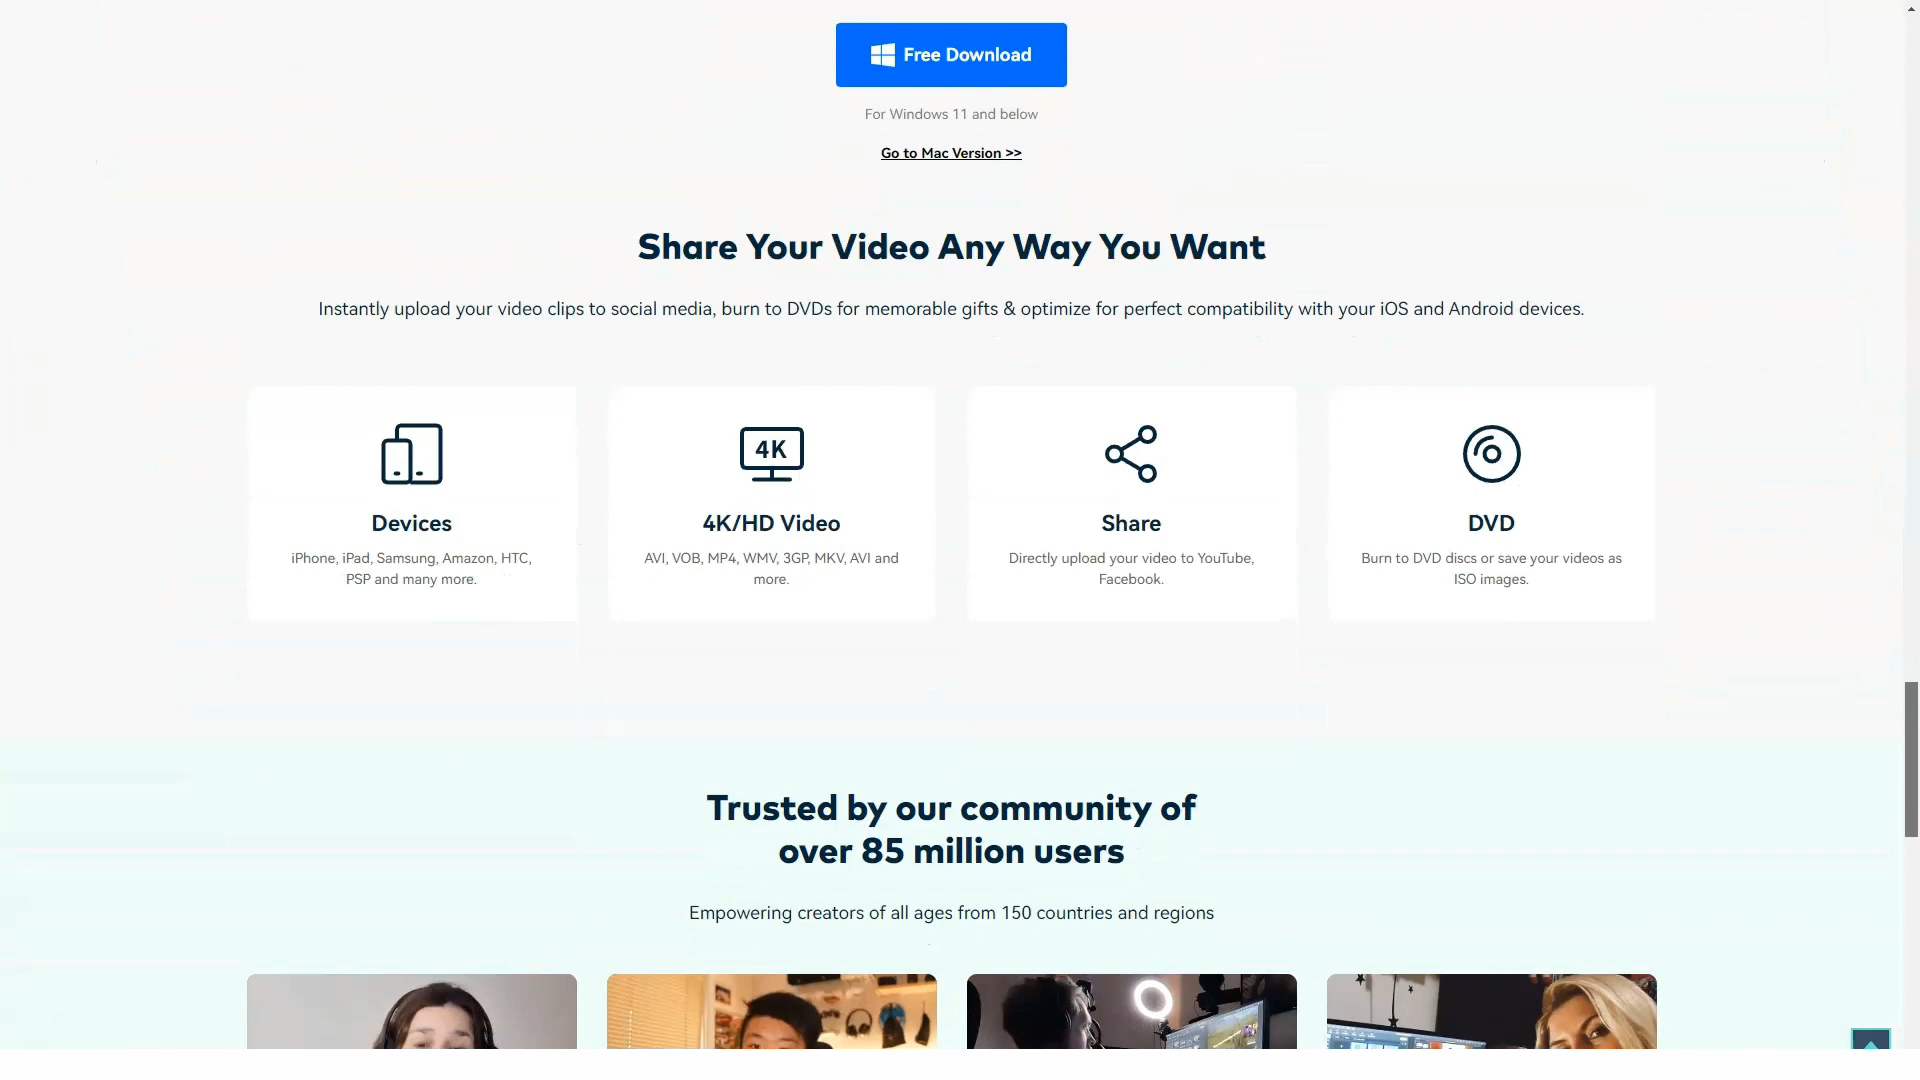 Free Download
For Windows 11 and below
Go to Mac Version >>
Share Your Video Any Way You Want
Instantly upload your video clips to social media, burn to DVDs for memorable gifts & optimize for perfect compatibility with your iOS and Android devices.
4K
Devices
iPhone, iPad, Samsung, Amazon, HTC,
PSP and many more.
4K/HD Video
AVI, VOB, MP4, WMV, 3GP, MKV, AVI and
more.
Share
Directly upload your video to YouTube,
Facebook.
DVD
Burn to DVD discs or save your videos as
ISO images.
Trusted by our community of
over 85 million users
Empowering creators of all ages from 150 countries and regions